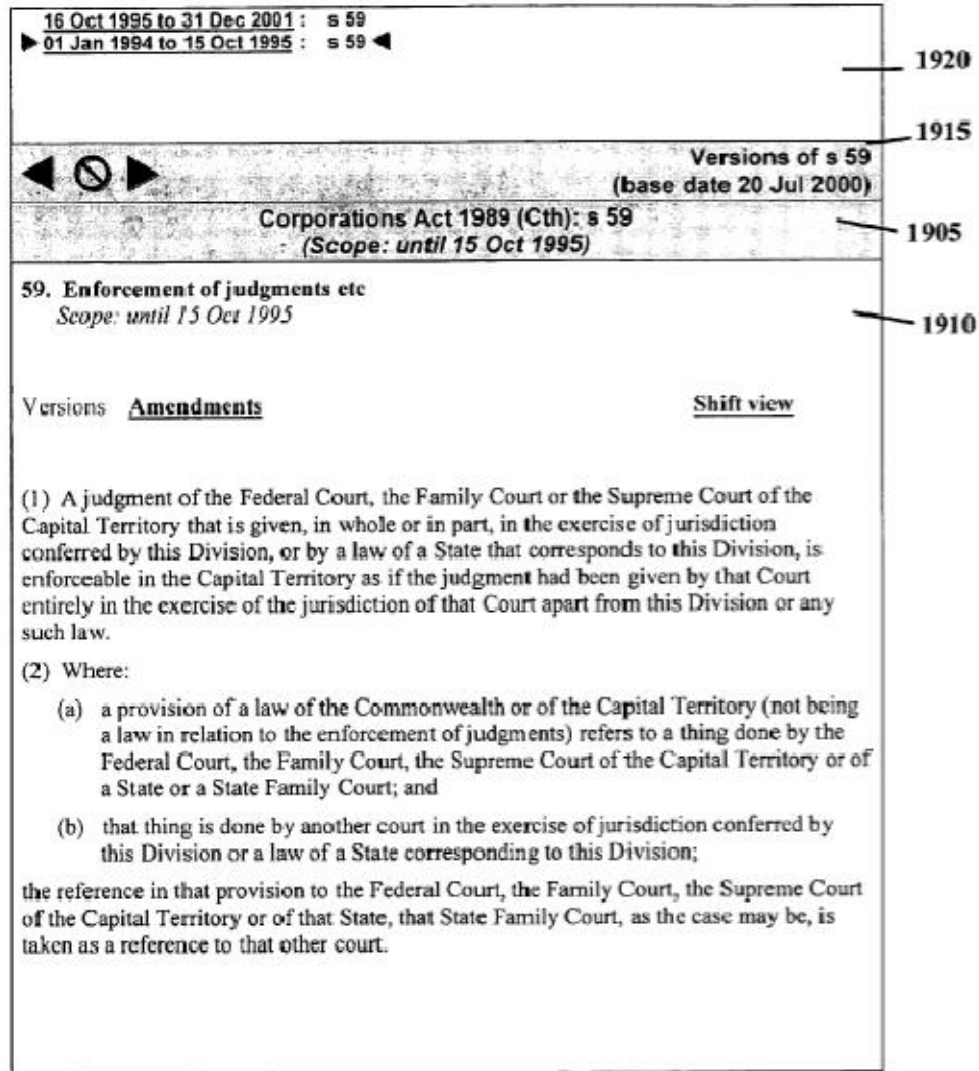 16 Oct 1995 to 31 Dec 2001 : s 59
▶ 01 Jan 1994 to 15 Oct 1995 : s 59 ◀
1920
1915
Versions of s 59
(base date 20 Jul 2000)
Corporations Act 1989 (Cth): s 59
(Scope: until 15 Oct 1995)
1905
59. Enforcement of judgments etc
Scope: until 15 Oct 1995
1910
Versions Amendments Shift view
(1) A judgment of the Federal Court, the Family Court or the Supreme Court of the
Capital Territory that is given, in whole or in part, in the exercise of jurisdiction
conferred by this Division, or by a law of a State that corresponds to this Division, is
enforceable in the Capital Territory as if the judgment had been given by that Court
entirely in the exercise of the jurisdiction of that Court apart from this Division or any
such law.
(2) Where:
(a) a provision of a law of the Commonwealth or of the Capital Territory (not being
a law in relation to the enforcement of judgments) refers to a thing done by the
Federal Court, the Family Court, the Supreme Court of the Capital Territory or of
a State or a State Family Court; and
(b) that thing is done by another court in the exercise of jurisdiction conferred by
this Division or a law of a State corresponding to this Division;
the reference in that provision to the Federal Court, the Family Court, the Supreme Court
of the Capital Territory or of that State, that State Family Court, as the case may be, is
taken as a reference to that other court.